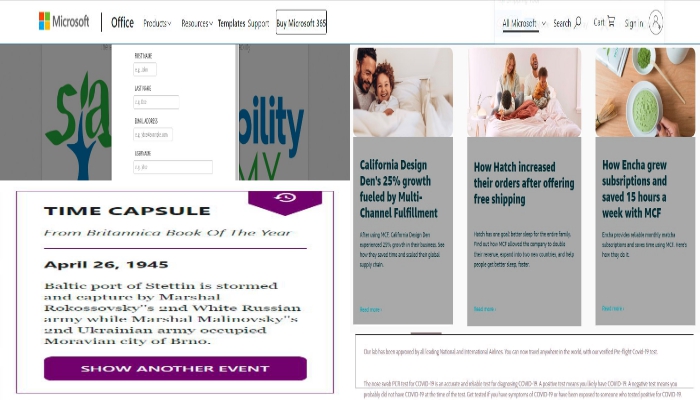 Microsoft Office Products Resources Templates Support Buy Microsoft 365 All Microsoft Search Cart Sign in
FIRST NAME
LAST NAME
EMAIL ADDRESS
USERNAME
bility
MY
TIME CAPSULE
From Britannica Book Of The Year
April 26, 1945
Baltic port of Stettin is stormed
and capture by Marshal
Rokossovsky"s 2nd White Russian
army while Marshal Malinovsky"s
2nd Ukrainian army occupied
Moravian city of Brno.
SHOW ANOTHER EVENT
California Design
Den's 25% growth
fueled by Multi-
Channel Fulfillment
After using MCF, California Design Den
experienced 25% growth in their business. See
how they saved time and scaled their global
supply chain.
Read more ›
How Hatch increased
their orders after offering
free shipping
Hatch has one goal: better sleep for the entire family.
Find out how MCF allowed the company to double
their revenue, expand into two new countries, and help
people get better sleep, faster.
Read more ›
How Encha grew
subsriptions and
saved 15 hours a
week with MCF
Encha provides reliable monthly matcha
subscriptions and saves time using MCF. Here's
how they do it.
Read more ›
Our lab has been approved by all leading National and International Airlines. You can now travel anywhere in the world, with our verified Pre-flight Covid-19 test
The nose swab PCR test for COVID-19 is an accurate and reliable test for diagnosing COVID-19. A positive test means you likely have COVID-19. A negative test means you
probably did not have COVID-19 at the time of the test. Get tested if you have symptoms of COVID-19 or have been exposed to someone who tested positive for COVID-19.